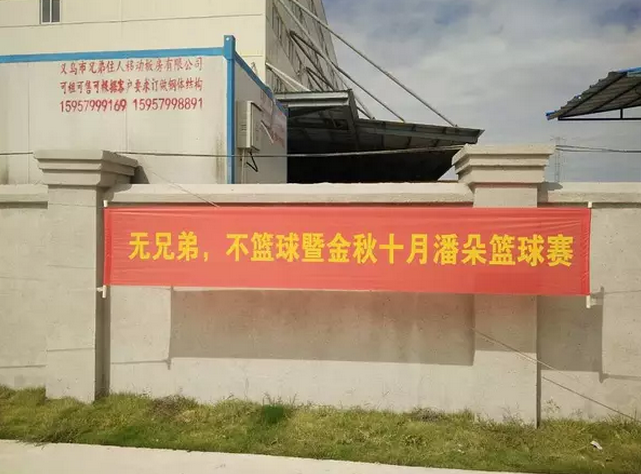 义乌市兄弟佳人移动板房有限公司
可租可售可根据客户要求订做钢体结构
15957999169 15957998891
无兄弟，不篮球暨金秋十月潘朵篮球赛